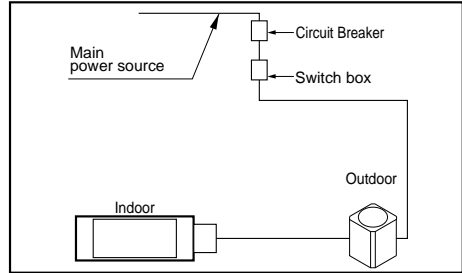 Circuit Breaker
Main
power source
Switch box
Outdoor
Indoor